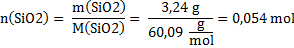 n(SiO2) = m(SiO2) / M(SiO2) = 3,24 g / 60,09 g/mol = 0,054 mol